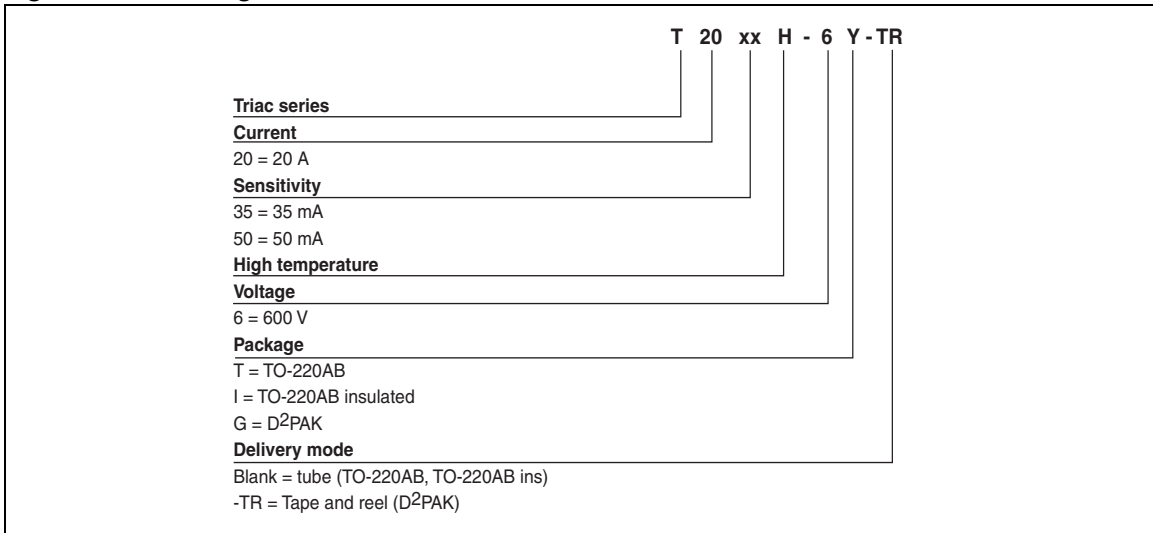 T 20 xx H - 6 Y - TR
Triac series
Current
20 = 20 A
Sensitivity
35 = 35 mA
50 = 50 mA
High temperature
Voltage
6 = 600 V
Package
T = TO-220AB
I = TO-220AB insulated
G = D2PAK
Delivery mode
Blank = tube (TO-220AB, TO-220AB ins)
-TR = Tape and reel (D2PAK)